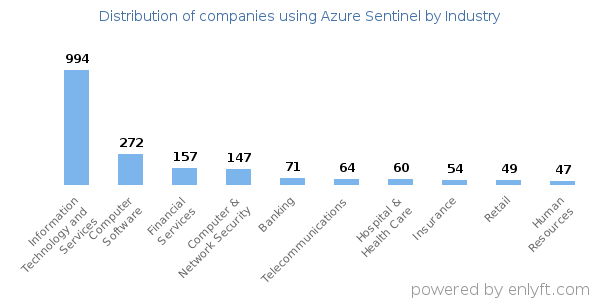 Distribution of companies using Azure Sentinel by Industry
994
272
157
147
71
64
60
54
49
47
Information
Technology and
Services
Computer
Software
Financial
Services
Computer &
Network Security
Banking
Telecommunications
Hospital &
Health Care
Insurance
Retail
Human
Resources
powered by enlyft.com